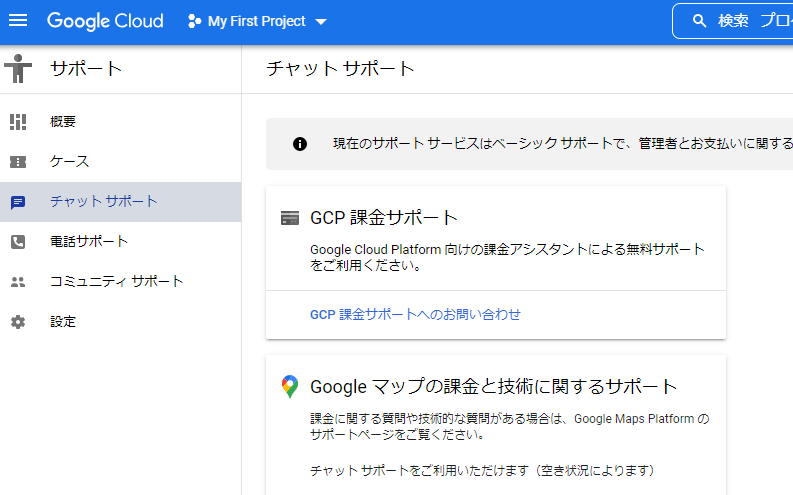 Google Cloud My First Project 検索 プロ
サポート
チャット サポート
概要
ケース
チャット サポート
電話サポート
コミュニティ サポート
設定
現在のサポート サービスはベーシック サポートで、管理者とお支払いに関する
GCP 課金サポート
Google Cloud Platform 向けの課金アシスタントによる無料サポート
をご利用ください。
GCP 課金サポートへのお問い合わせ
Google マップの課金と技術に関するサポート
課金に関する質問や技術的な質問がある場合は、Google Maps Platform の
サポートページをご覧ください。
チャット サポートをご利用いただけます（空き状況によります）